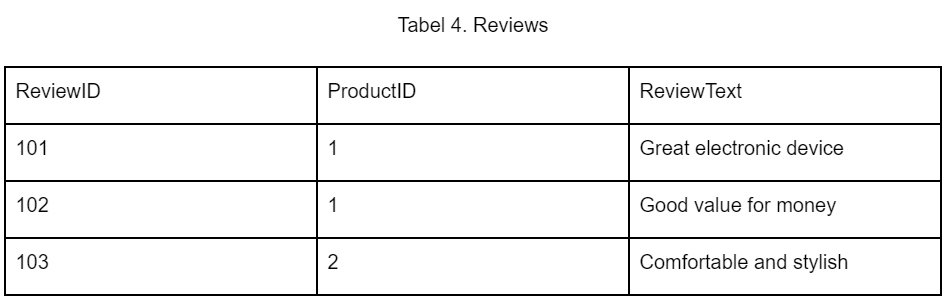 Tabel 4. Reviews
ReviewID ProductID ReviewText
101 1 Great electronic device
102 1 Good value for money
103 2 Comfortable and stylish